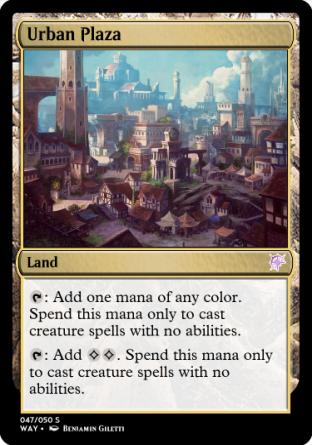 Urban Plaza
Land
: Add one mana of any color.
Spend this mana only to cast
creature spells with no abilities.
: Add . Spend this mana only
to cast creature spells with no
abilities.
047/050 S
WAY • Benjamin Giletti